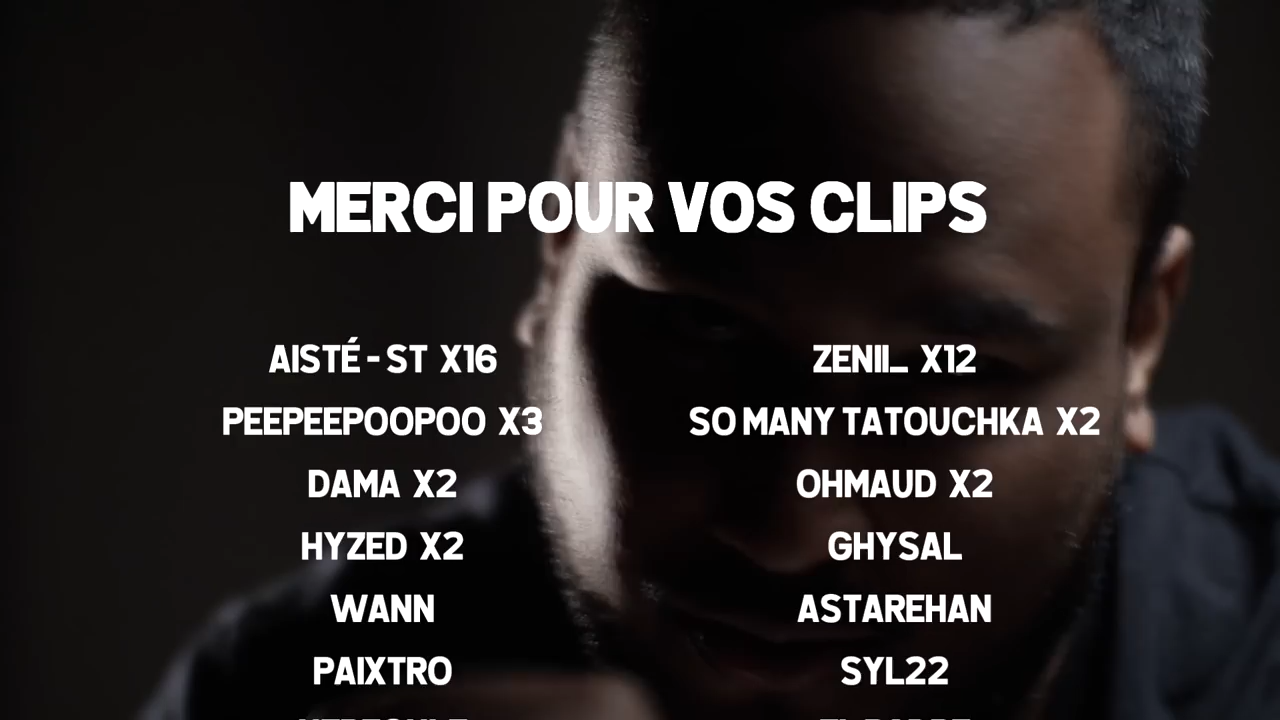 MERCI POUR VOS CLIPS
AISTÉ - ST X16
ZENII_ X12
PEEPEEPOOPOO X3
SO MANY TATOUCHKA X2
DAMA X2
OHMAUD X2
HYZED X2
GHYSAL
WANN
ASTAREHAN
PAIXTRO
SYL22